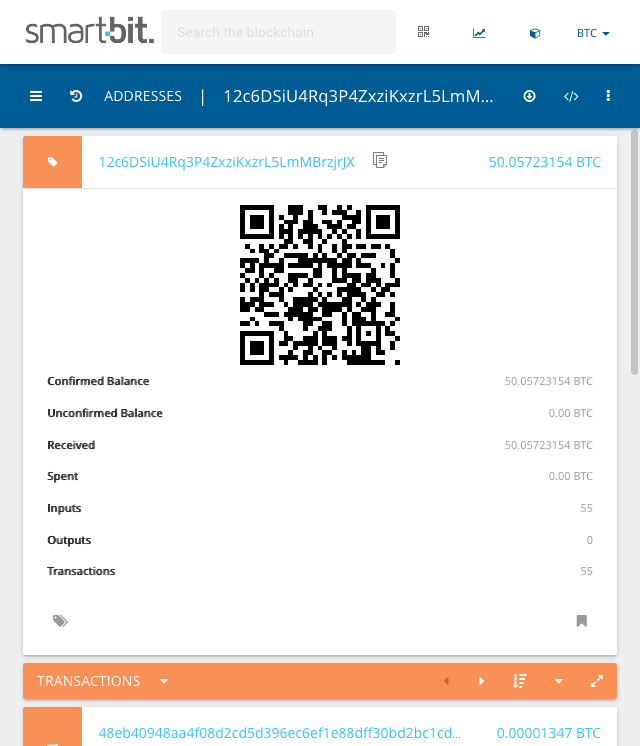 smartbit.
Search the blockchain
BTC
ADDRESSES | 12c6DSiU4Rq3P4ZxziKxzrL5LmM...
12c6DSiU4Rq3P4ZxziKxzrL5LmMBrzjrJX 50.05723154 BTC
Confirmed Balance 50.05723154 BTC
Unconfirmed Balance 0.00 BTC
Received 50.05723154 BTC
Spent 0.00 BTC
Inputs 55
Outputs 0
Transactions 55
TRANSACTIONS
48eb40948aa4f08d2cd5d396ec6ef1e88dff30bd2bc1cd... 0.00001347 BTC